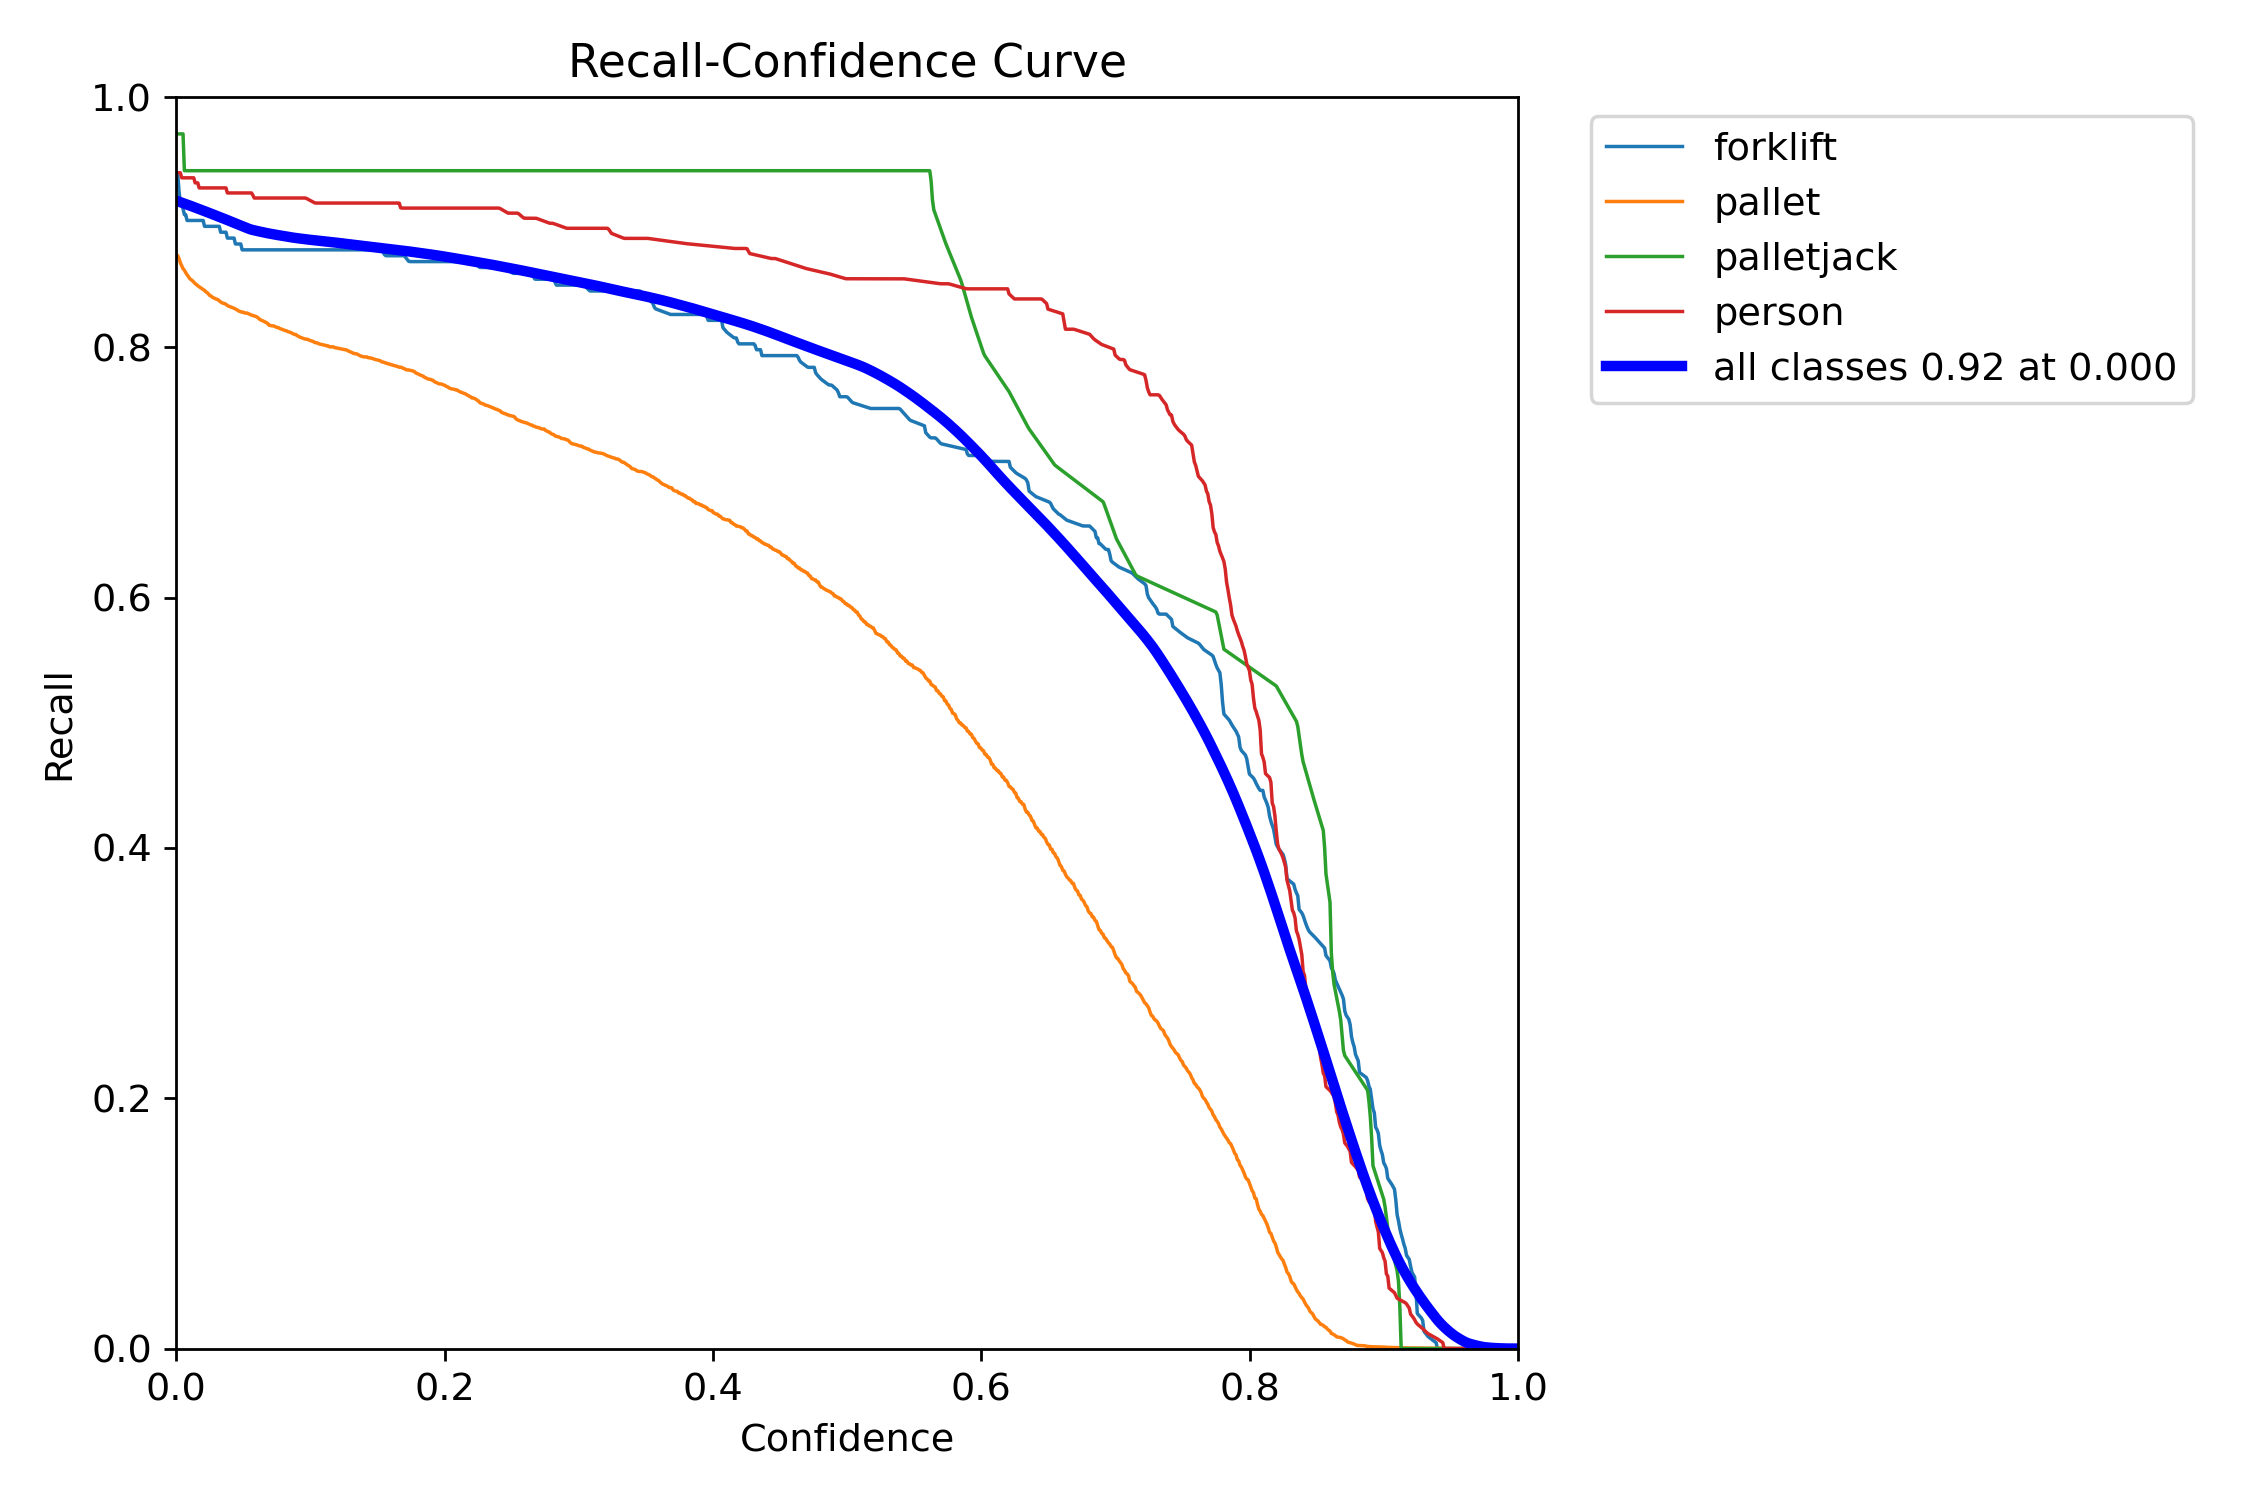 Recall-Confidence Curve
1.0
0.8
0.6
0.4
0.2
0.0
Recall
0.0 0.2 0.4 0.6 0.8 1.0
Confidence
forklift
pallet
palletjack
person
all classes 0.92 at 0.000